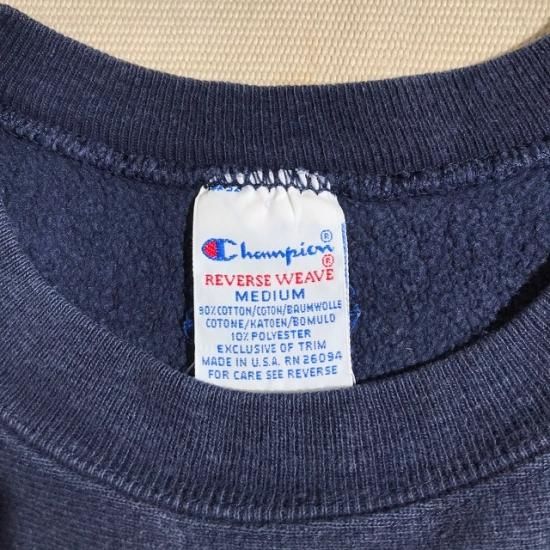 Champion®
REVERSE WEAVE®
MEDIUM
90% COTTON/COTON/BAUMWOLLE
COTONE/KATOEN/BOMULD
10% POLYESTER
EXCLUSIVE OF TRIM
MADE IN U.S.A. RN 26094
FOR CARE SEE REVERSE